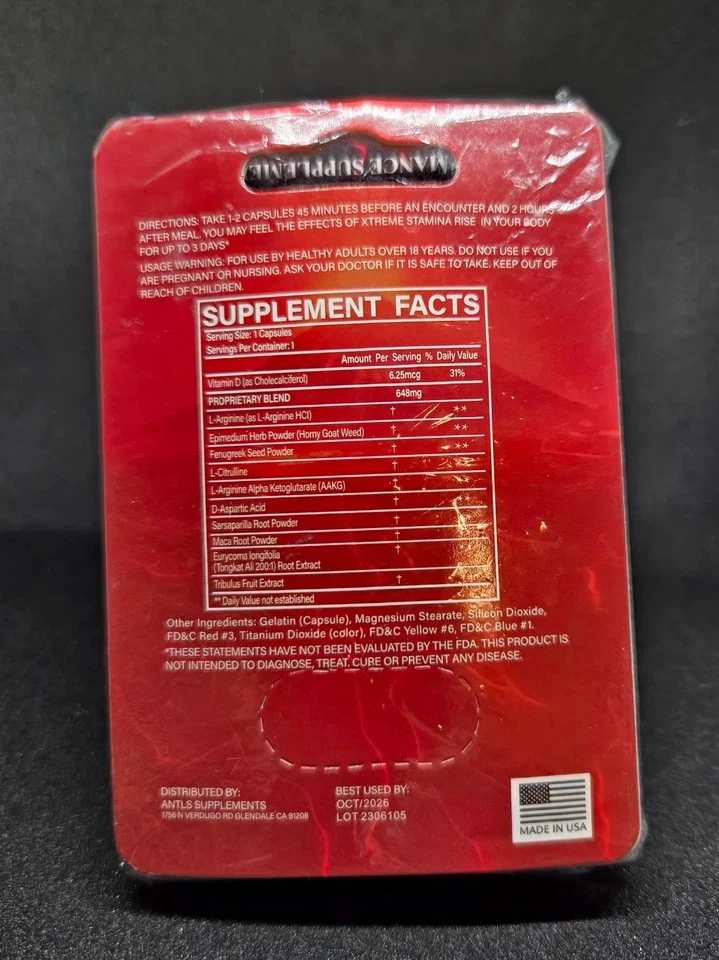 MANCE SUPPLEME
DIRECTIONS: TAKE 1-2 CAPSULES 45 MINUTES BEFORE AN ENCOUNTER AND 2 HOURS
AFTER MEAL. YOU MAY FEEL THE EFFECTS OF XTREME STAMINA RISE IN YOUR BODY
FOR UP TO 3 DAYS*
USAGE WARNING: FOR USE BY HEALTHY ADULTS OVER 18 YEARS. DO NOT USE IF YOU
ARE PREGNANT OR NURSING. ASK YOUR DOCTOR IF IT IS SAFE TO TAKE. KEEP OUT OF
REACH OF CHILDREN.
SUPPLEMENT FACTS
Serving Size: 1 Capsules
Servings Per Container: 1
Amount Per Serving % Daily Value
Vitamin D (as Cholecalciferol) 6.25mcg 31%
PROPRIETARY BLEND 648mg
L-Arginine (as L-Arginine HCl) † **
Epimedium Herb Powder (Horny Goat Weed) † **
Fenugreek Seed Powder † **
L-Citrulline † **
L-Arginine Alpha Ketoglutarate (AAKG) † **
D-Aspartic Acid † **
Sarsaparilla Root Powder † **
Maca Root Powder † **
Eurycoma longifolia † **
(Tongkat Ali 200:1) Root Extract
Tribulus Fruit Extract †
** Daily Value not established
Other Ingredients: Gelatin (Capsule), Magnesium Stearate, Silicon Dioxide,
FD&C Red #3, Titanium Dioxide (color), FD&C Yellow #6, FD&C Blue #1.
*THESE STATEMENTS HAVE NOT BEEN EVALUATED BY THE FDA. THIS PRODUCT IS
NOT INTENDED TO DIAGNOSE, TREAT, CURE OR PREVENT ANY DISEASE.
DISTRIBUTED BY:
ANTLS SUPPLEMENTS
1756 N VERDUGO RD GLENDALE CA 91208
BEST USED BY:
OCT/2026
LOT 2306105
MADE IN USA